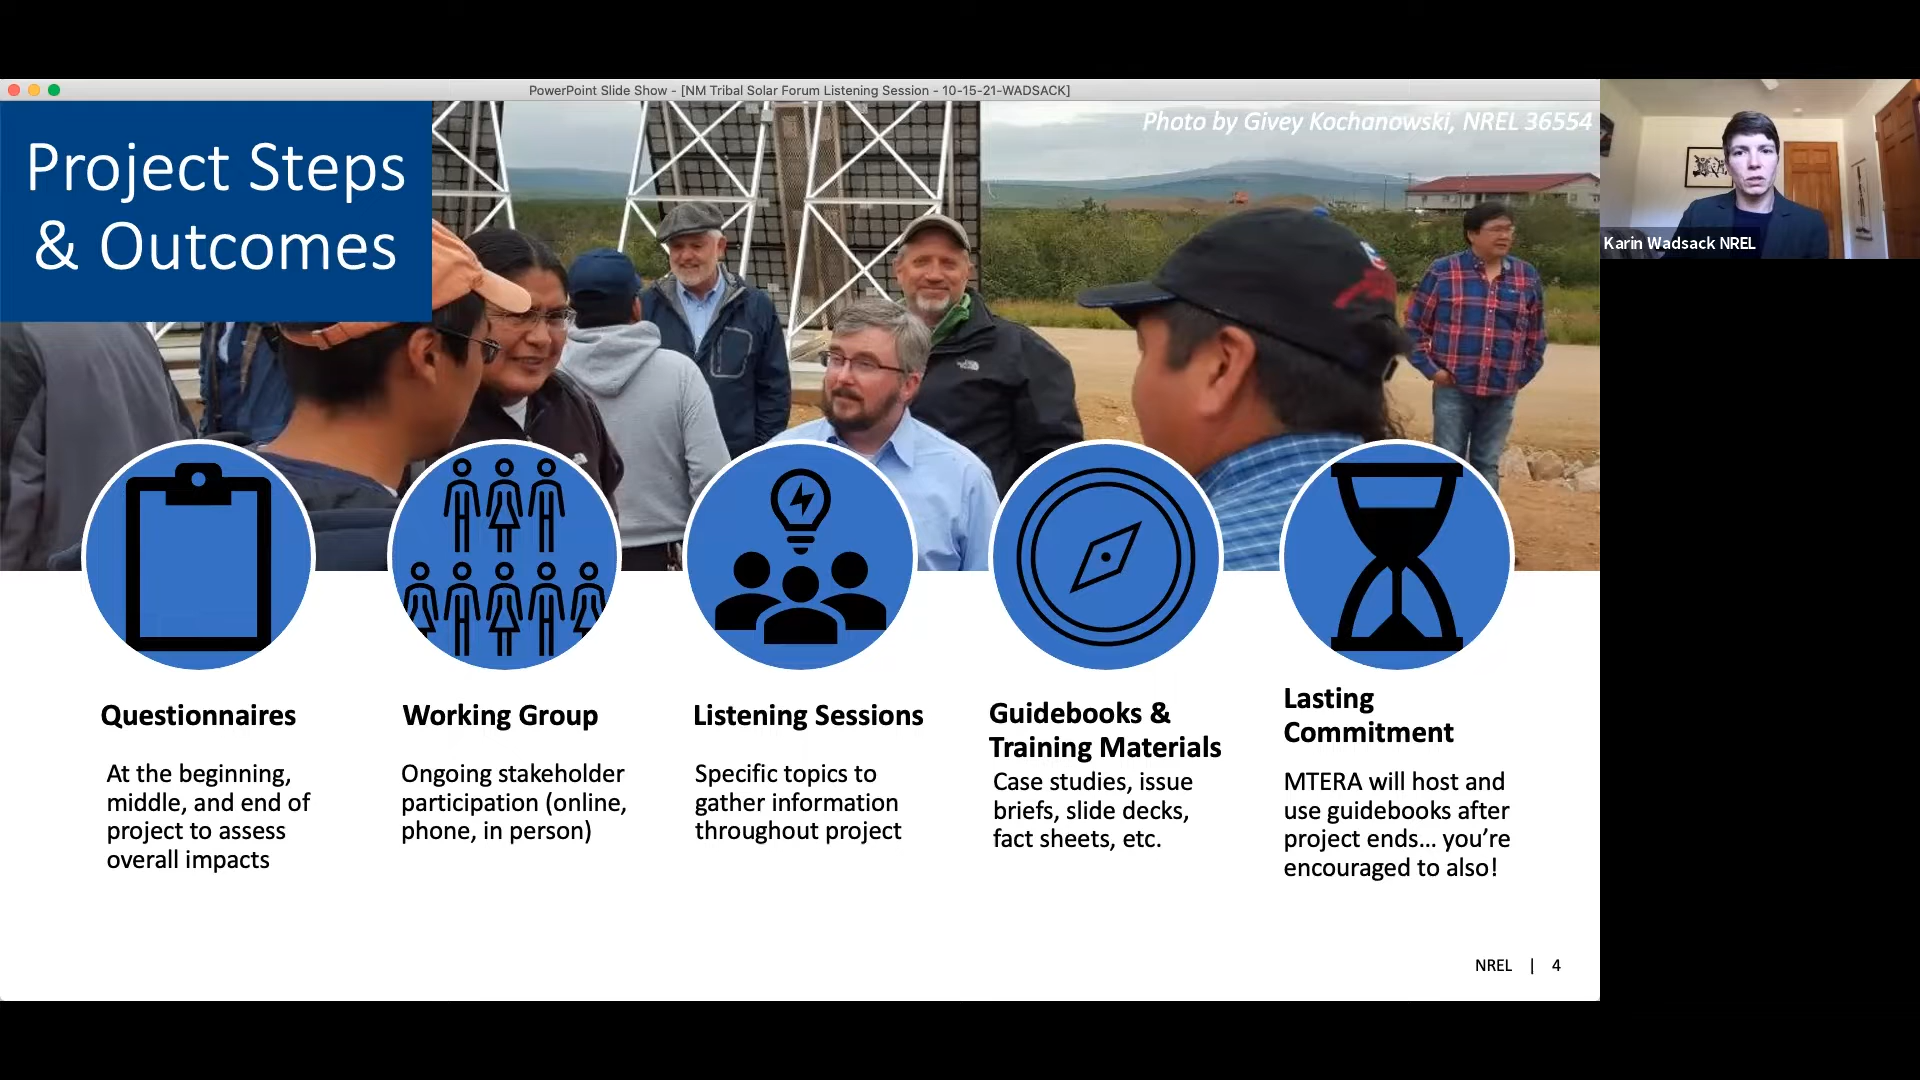 PowerPoint Slide Show - [NM Tribal Solar Forum Listening Session - 10-15-21-WADSACK]
Project Steps
& Outcomes
Photo by Givey Kochanowski, NREL 36554
Karin Wadsack NREL
Questionnaires
At the beginning,
middle, and end of
project to assess
overall impacts
Working Group
Ongoing stakeholder
participation (online,
phone, in person)
Listening Sessions
Specific topics to
gather information
throughout project
Guidebooks &
Training Materials
Case studies, issue
briefs, slide decks,
fact sheets, etc.
Lasting
Commitment
MTERA will host and
use guidebooks after
project ends... you’re
encouraged to also!
NREL | 4